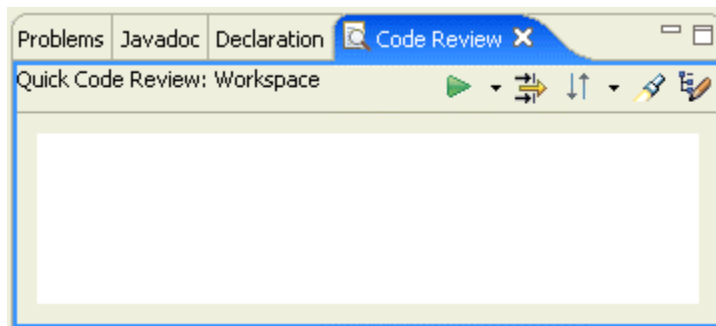 Problems Javadoc Declaration Code Review
Quick Code Review: Workspace